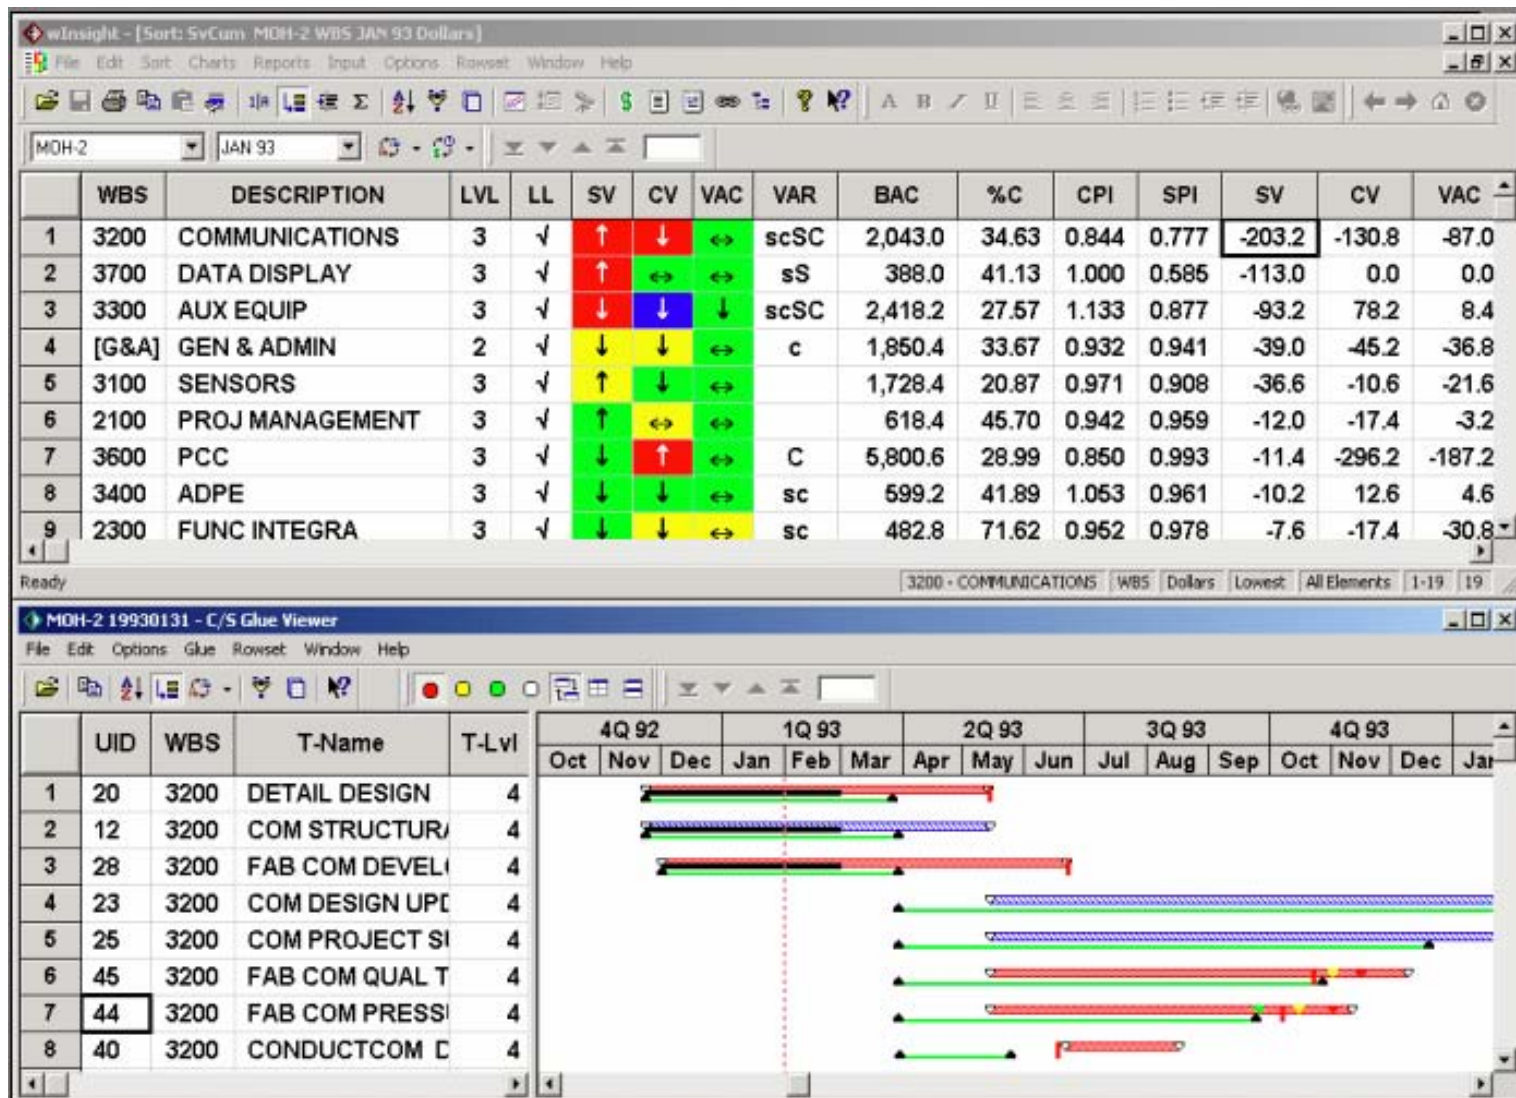 wInsight - [Sort: SvCum MOH-2 WBS JAN 93 Dollars]
File Edit Sort Charts Reports Input Options Rowset Window Help
MOH-2 JAN 93
WBS DESCRIPTION LVL LL SV CV VAC VAR BAC %C CPI SPI SV CV VAC
1 3200 COMMUNICATIONS 3 √ ↑ ↓ ↔ scSC 2,043.0 34.63 0.844 0.777 -203.2 -130.8 -87.0
2 3700 DATA DISPLAY 3 √ ↑ ↔ ↔ sS 388.0 41.13 1.000 0.585 -113.0 0.0 0.0
3 3300 AUX EQUIP 3 √ ↓ ↓ ↓ scSC 2,418.2 27.57 1.133 0.877 -93.2 78.2 8.4
4 [G&A] GEN & ADMIN 2 √ ↓ ↓ ↔ c 1,850.4 33.67 0.932 0.941 -39.0 -45.2 -36.8
5 3100 SENSORS 3 √ ↑ ↓ ↔ 1,728.4 20.87 0.971 0.908 -36.6 -10.6 -21.6
6 2100 PROJ MANAGEMENT 3 √ ↑ ↔ ↔ 618.4 45.70 0.942 0.959 -12.0 -17.4 -3.2
7 3600 PCC 3 √ ↓ ↑ ↔ C 5,800.6 28.99 0.850 0.993 -11.4 -296.2 -187.2
8 3400 ADPE 3 √ ↓ ↓ ↔ sc 599.2 41.89 1.053 0.961 -10.2 12.6 4.6
9 2300 FUNC INTEGRA 3 √ ↓ ↓ ↔ sc 482.8 71.62 0.952 0.978 -7.6 -17.4 -30.8
Ready 3200 - COMMUNICATIONS WBS Dollars Lowest All Elements 1-19 19
MOH-2 19930131 - C/S Glue Viewer
File Edit Options Glue Rowset Window Help
UID WBS T-Name T-Lvl 4Q 92 1Q 93 2Q 93 3Q 93 4Q 93
Oct Nov Dec Jan Feb Mar Apr May Jun Jul Aug Sep Oct Nov Dec Jan
1 20 3200 DETAIL DESIGN 4
2 12 3200 COM STRUCTURA 4
3 28 3200 FAB COM DEVEL 4
4 23 3200 COM DESIGN UPD 4
5 25 3200 COM PROJECT SU 4
6 45 3200 FAB COM QUAL T 4
7 44 3200 FAB COM PRESS 4
8 40 3200 CONDUCTCOM D 4